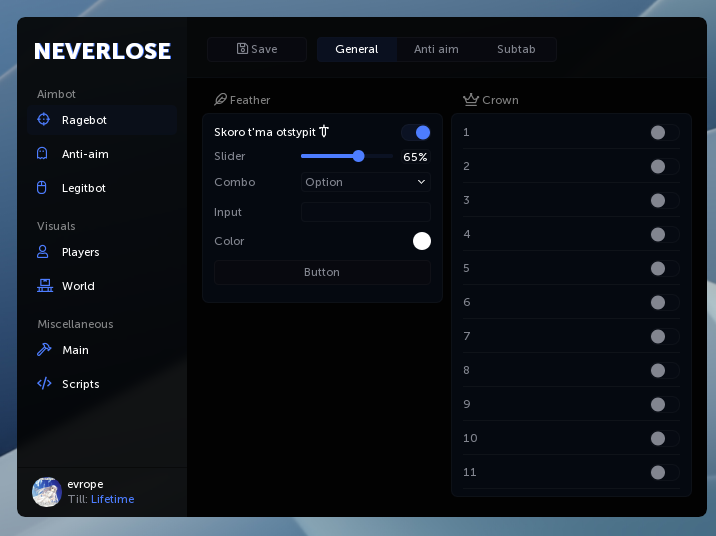 NEVERLOSE
Aimbot
Ragebot
Anti-aim
Legitbot
Visuals
Players
World
Miscellaneous
Main
Scripts
evrope
Till: Lifetime
Save
General
Anti aim
Subtab
Feather
Skoro t'ma otstypit
Slider
65%
Combo
Option
Input
Color
Button
Crown
1
2
3
4
5
6
7
8
9
10
11